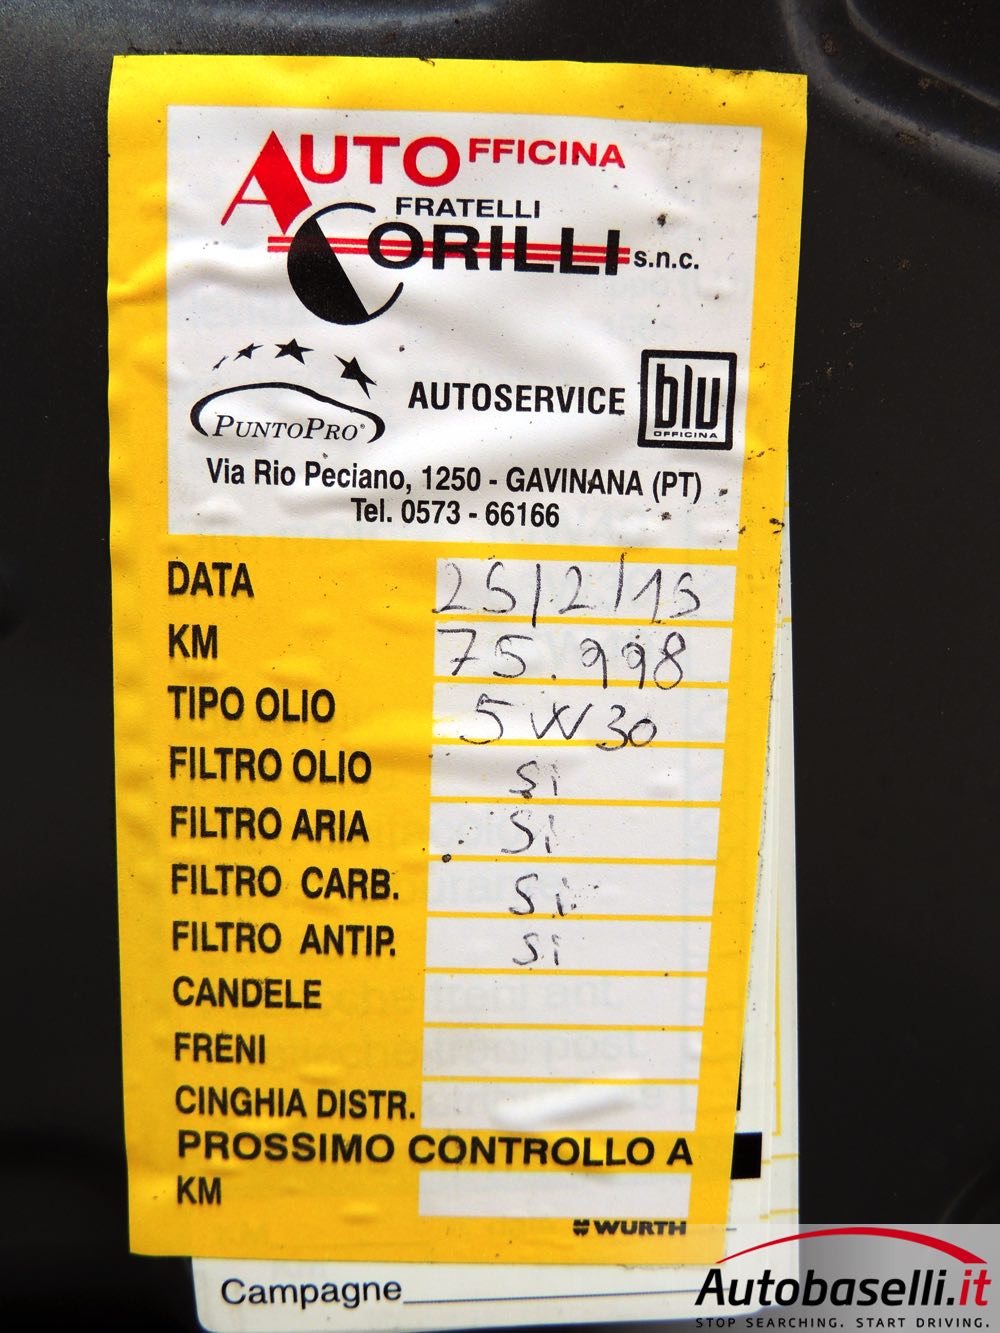 AUTOFFICINA
FRATELLI
CORILLI s.n.c.
PUNTOPRO® AUTOSERVICE blu
OFFICINA
Via Rio Peciano, 1250 - GAVINANA (PT)
Tel. 0573 - 66166
DATA 25/2/15
KM 75.998
TIPO OLIO 5W30
FILTRO OLIO si
FILTRO ARIA Si
FILTRO CARB. Si
FILTRO ANTIP. Si
CANDELE
FRENI
CINGHIA DISTR.
PROSSIMO CONTROLLO A
KM
WÜRTH
Campagne
Autobaselli.it
STOP SEARCHING. START DRIVING.